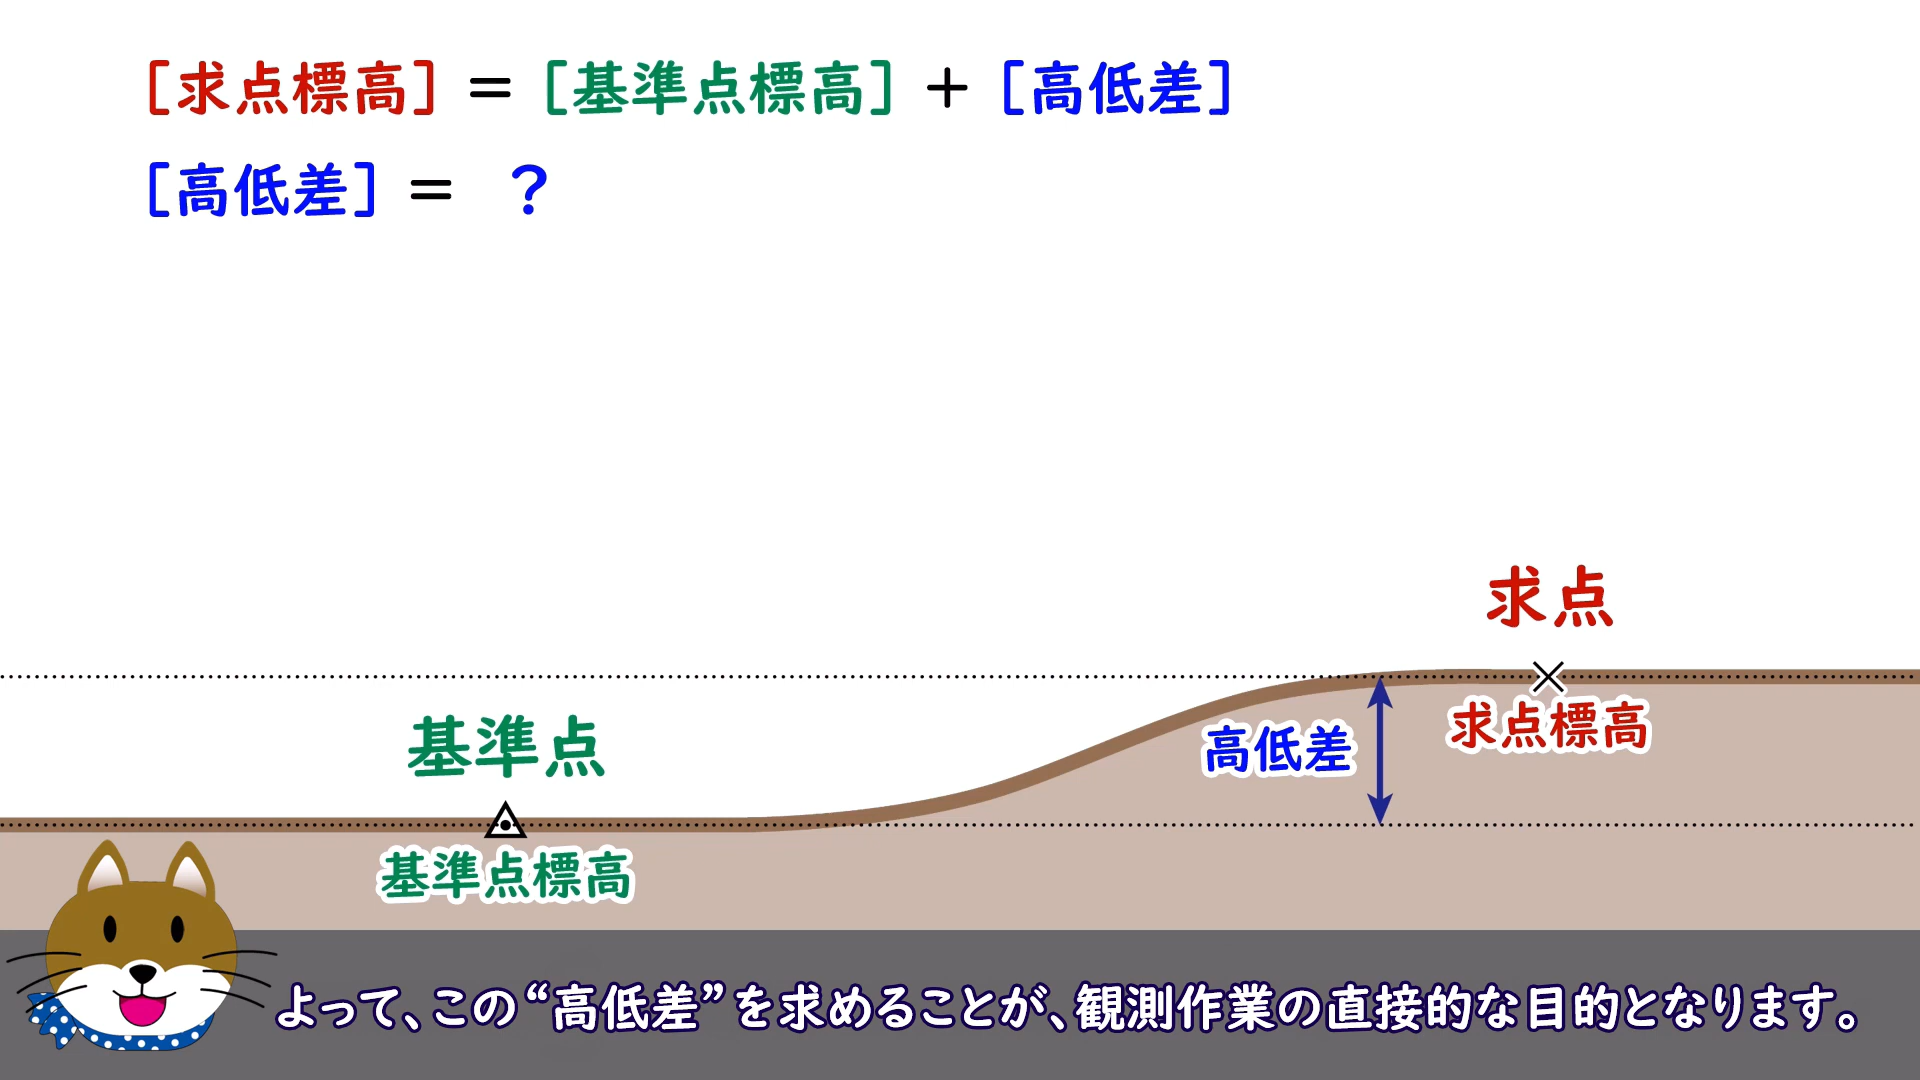 [求点標高] = [基準点標高] + [高低差]
[高低差] = ?
求点
求点標高
高低差
基準点
基準点標高
よって、この“高低差”を求めることが、観測作業の直接的な目的となります。